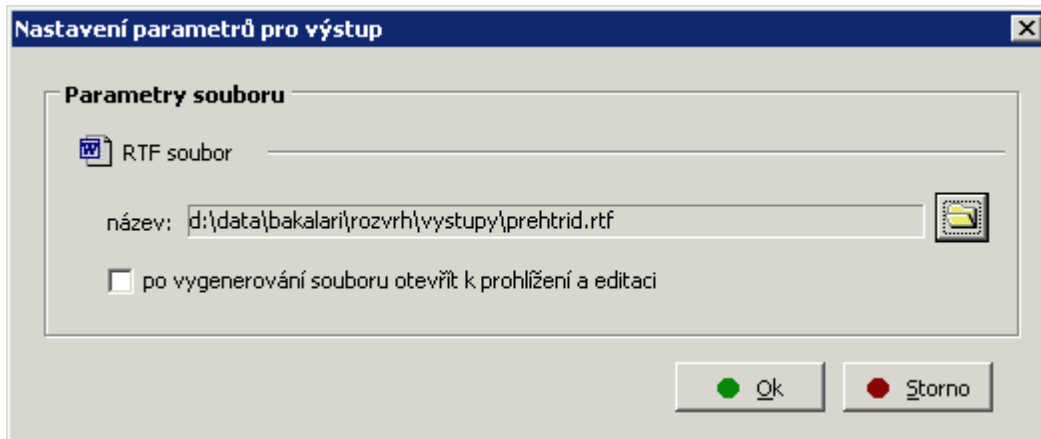 Nastavení parametrů pro výstup
Parametry souboru
RTF soubor
název: d:\data\bakalari\rozvrh\vystupy\prehtrid.rtf
po vygenerování souboru otevřít k prohlížení a editaci
Ok Storno